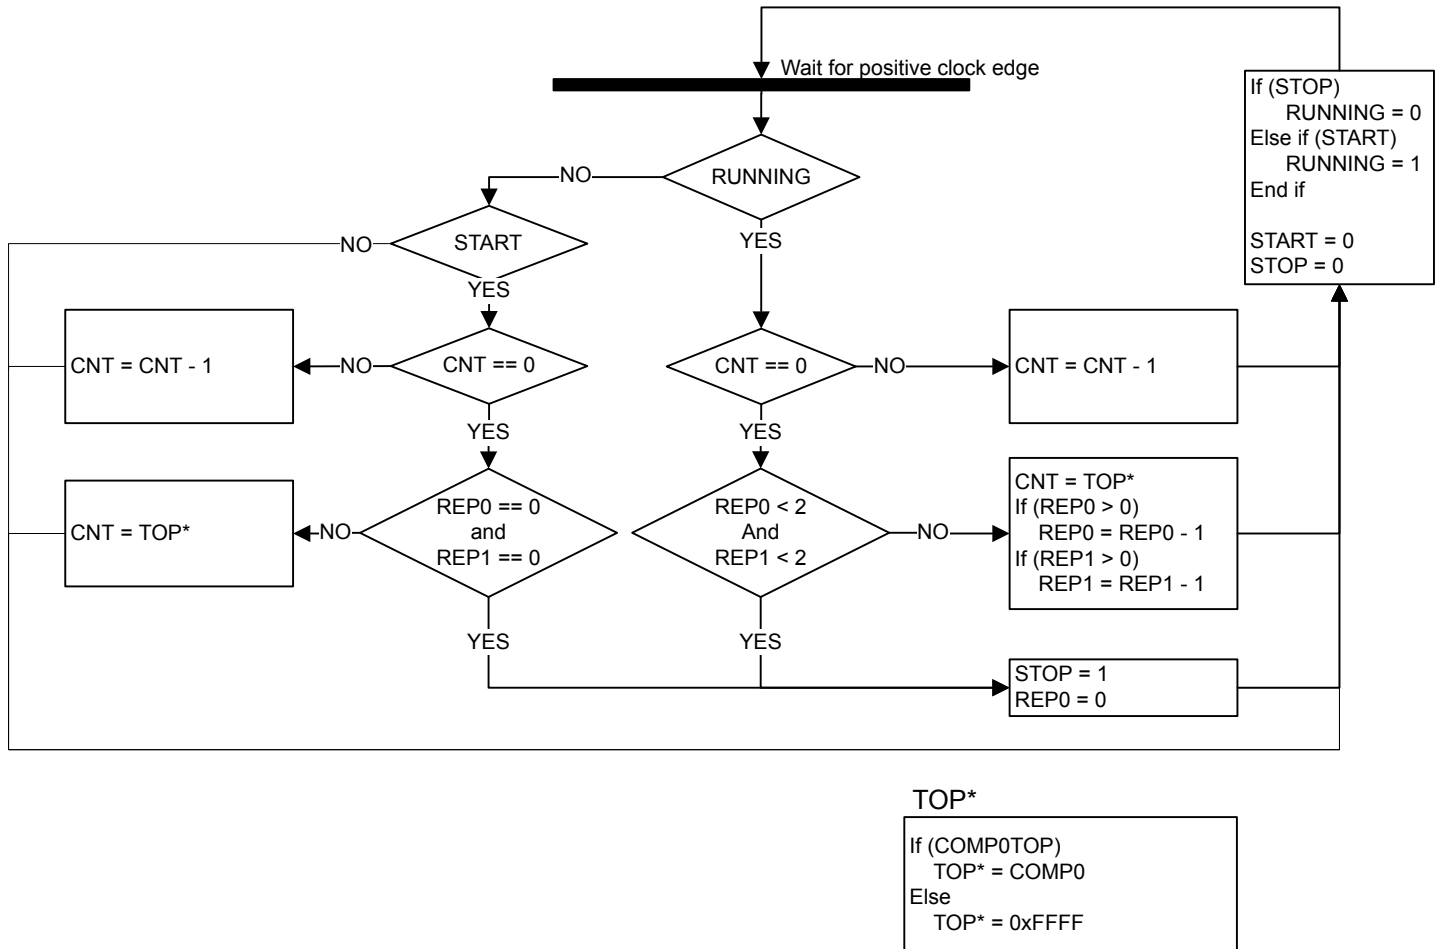 Wait for positive clock edge
If (STOP)
RUNNING = 0
Else if (START)
RUNNING = 1
End if
START = 0
STOP = 0
RUNNING
NO
YES
START
NO
YES
CNT = CNT - 1
NO
CNT == 0
YES
CNT == 0
NO
CNT = CNT - 1
YES
CNT = TOP*
NO
REP0 == 0
and
REP1 == 0
YES
REP0 < 2
And
REP1 < 2
NO
CNT = TOP*
If (REP0 > 0)
REP0 = REP0 - 1
If (REP1 > 0)
REP1 = REP1 - 1
YES
STOP = 1
REP0 = 0
TOP*
If (COMP0TOP)
TOP* = COMP0
Else
TOP* = 0xFFFF